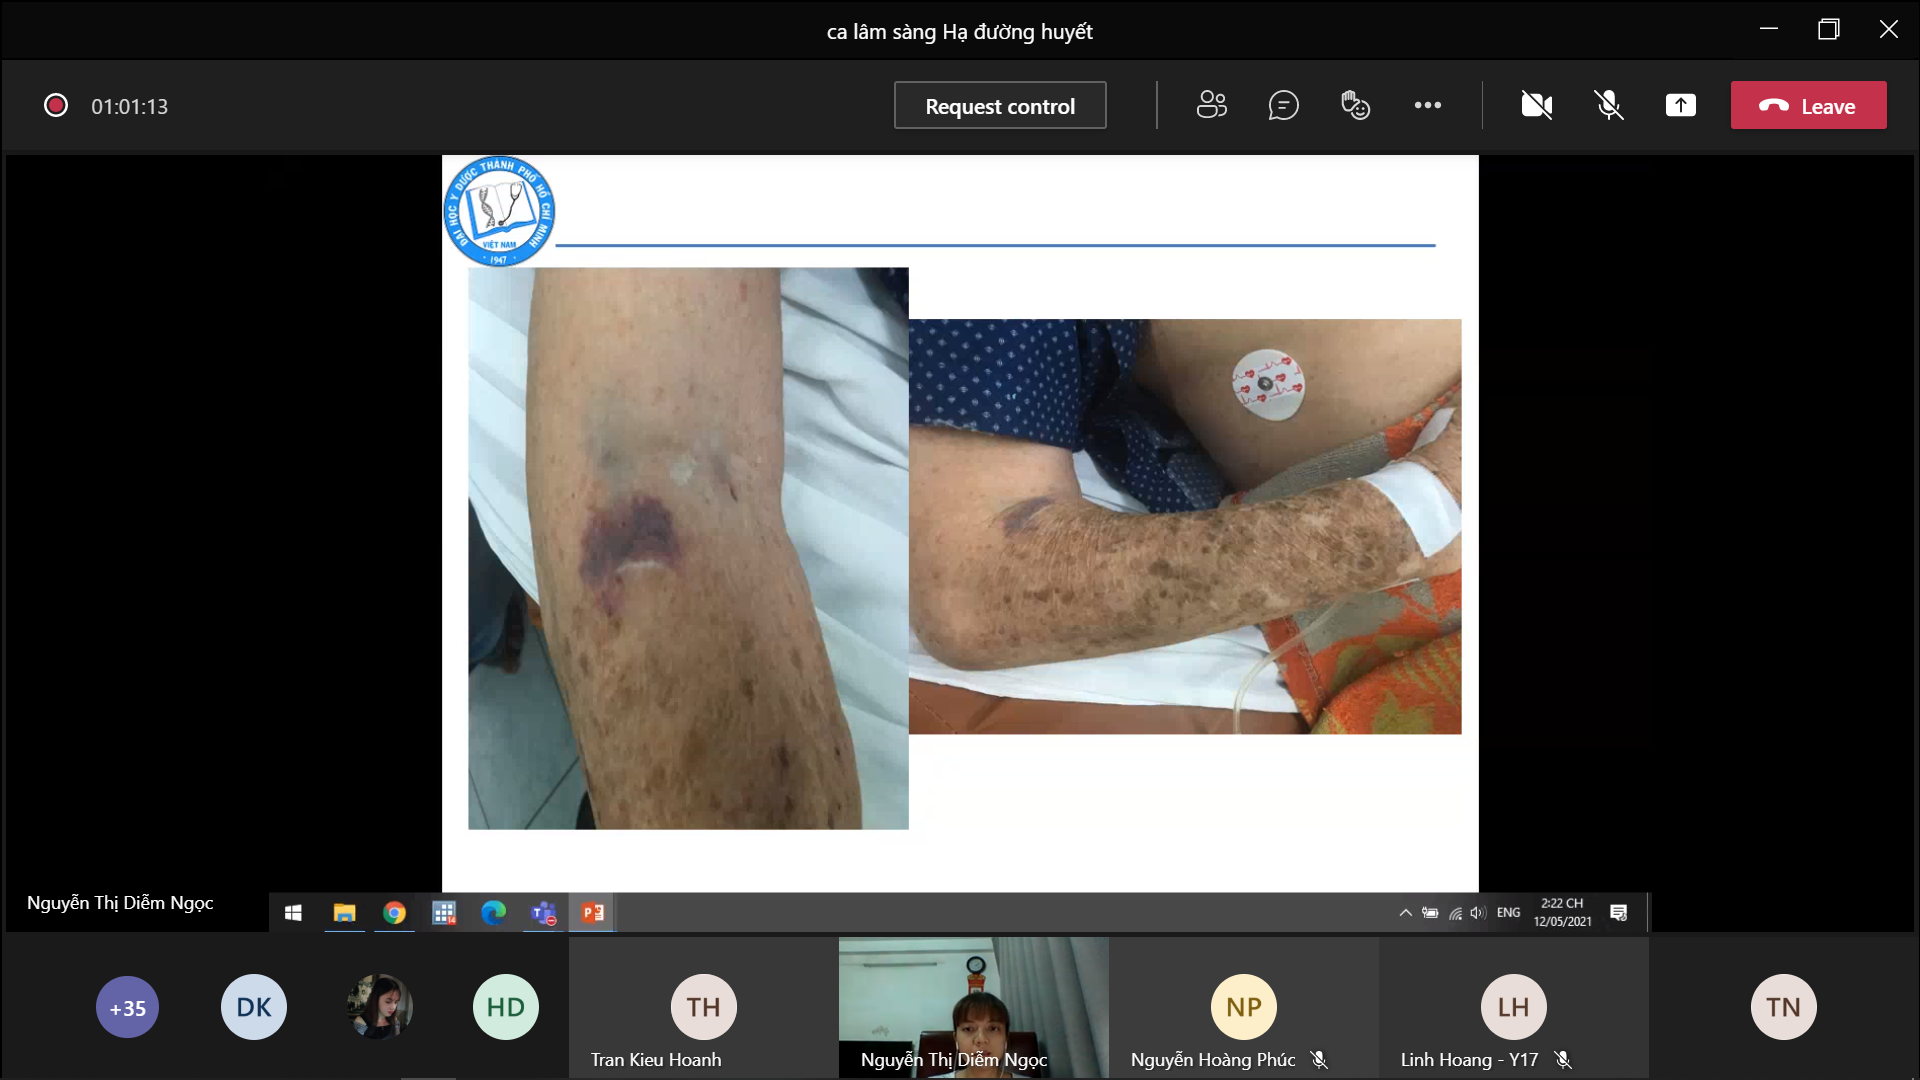 ca lâm sàng Hạ đường huyết
01:01:13
Request control
Leave
ĐẠI HỌC Y DƯỢC THÀNH PHỐ HỒ CHÍ MINH
VIỆT NAM
1947
Nguyễn Thị Diễm Ngọc
14
ENG
2:22 CH
12/05/2021
+35
DK
HD
TH
NP
LH
TN
Tran Kieu Hoanh
Nguyễn Thị Diễm Ngọc
Nguyễn Hoàng Phúc
Linh Hoang - Y17